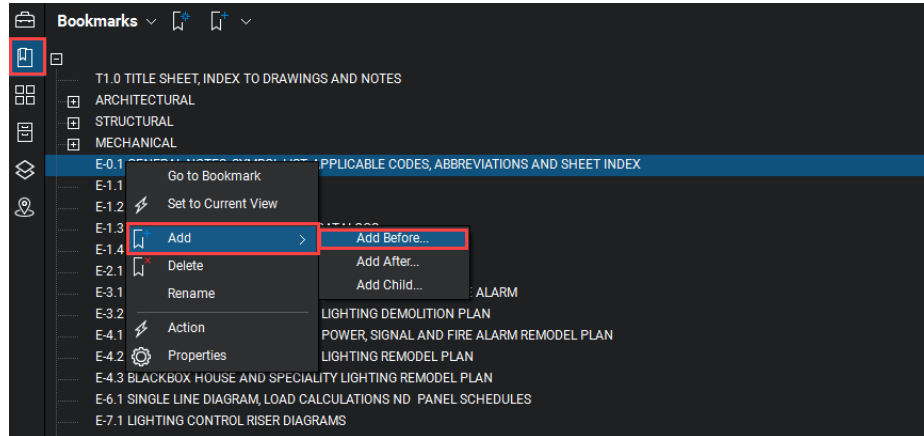 Bookmarks
T1.0 TITLE SHEET, INDEX TO DRAWINGS AND NOTES
ARCHITECTURAL
STRUCTURAL
MECHANICAL
E-0.1 APPLICABLE CODES, ABBREVIATIONS AND SHEET INDEX
Go to Bookmark
E-1.1
E-1.2 Set to Current View
E-1.3
Add Add Before...
E-1.4
Add After...
E-2.1 Delete
Add Child...
E-3.1 Rename E ALARM
E-3.2 LIGHTING DEMOLITION PLAN
E-4.1 Action POWER, SIGNAL AND FIRE ALARM REMODEL PLAN
E-4.2 Properties LIGHTING REMODEL PLAN
E-4.3 BLACKBOX HOUSE AND SPECIALITY LIGHTING REMODEL PLAN
E-6.1 SINGLE LINE DIAGRAM, LOAD CALCULATIONS ND PANEL SCHEDULES
E-7.1 LIGHTING CONTROL RISER DIAGRAMS